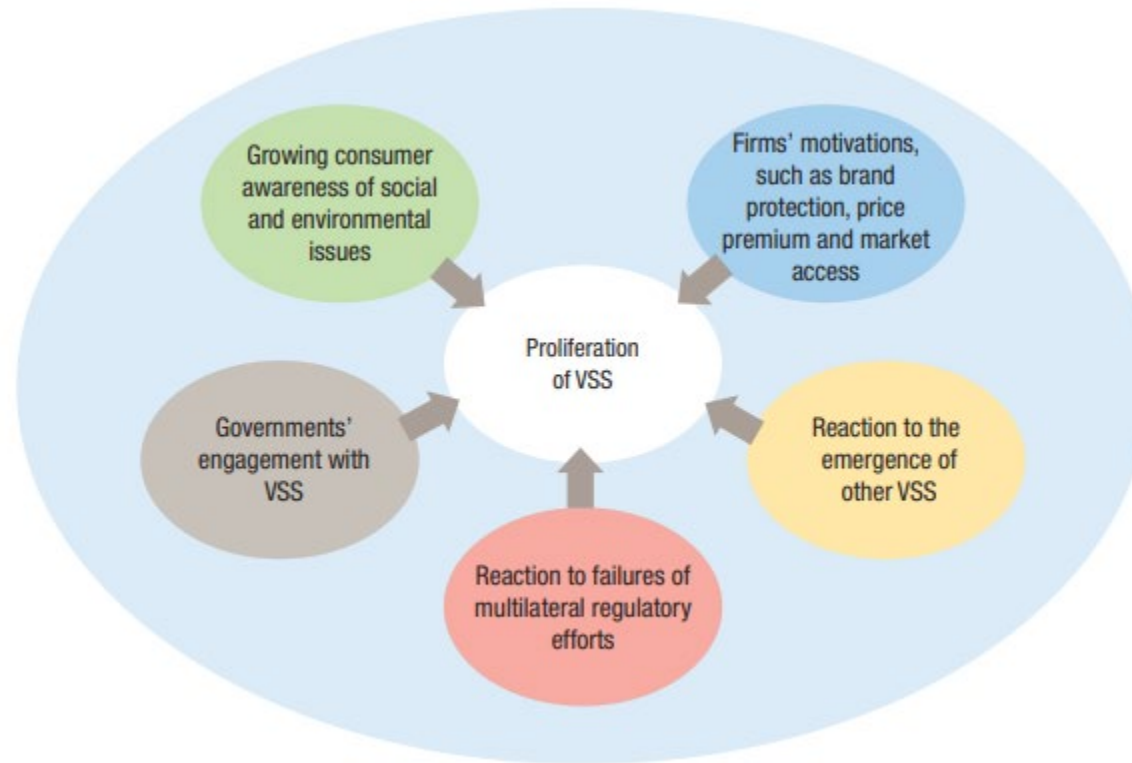 Growing consumer
awareness of social
and environmental
issues
Firms’ motivations,
such as brand
protection, price
premium and market
access
Proliferation
of VSS
Governments’
engagement with
VSS
Reaction to the
emergence of
other VSS
Reaction to failures of
multilateral regulatory
efforts